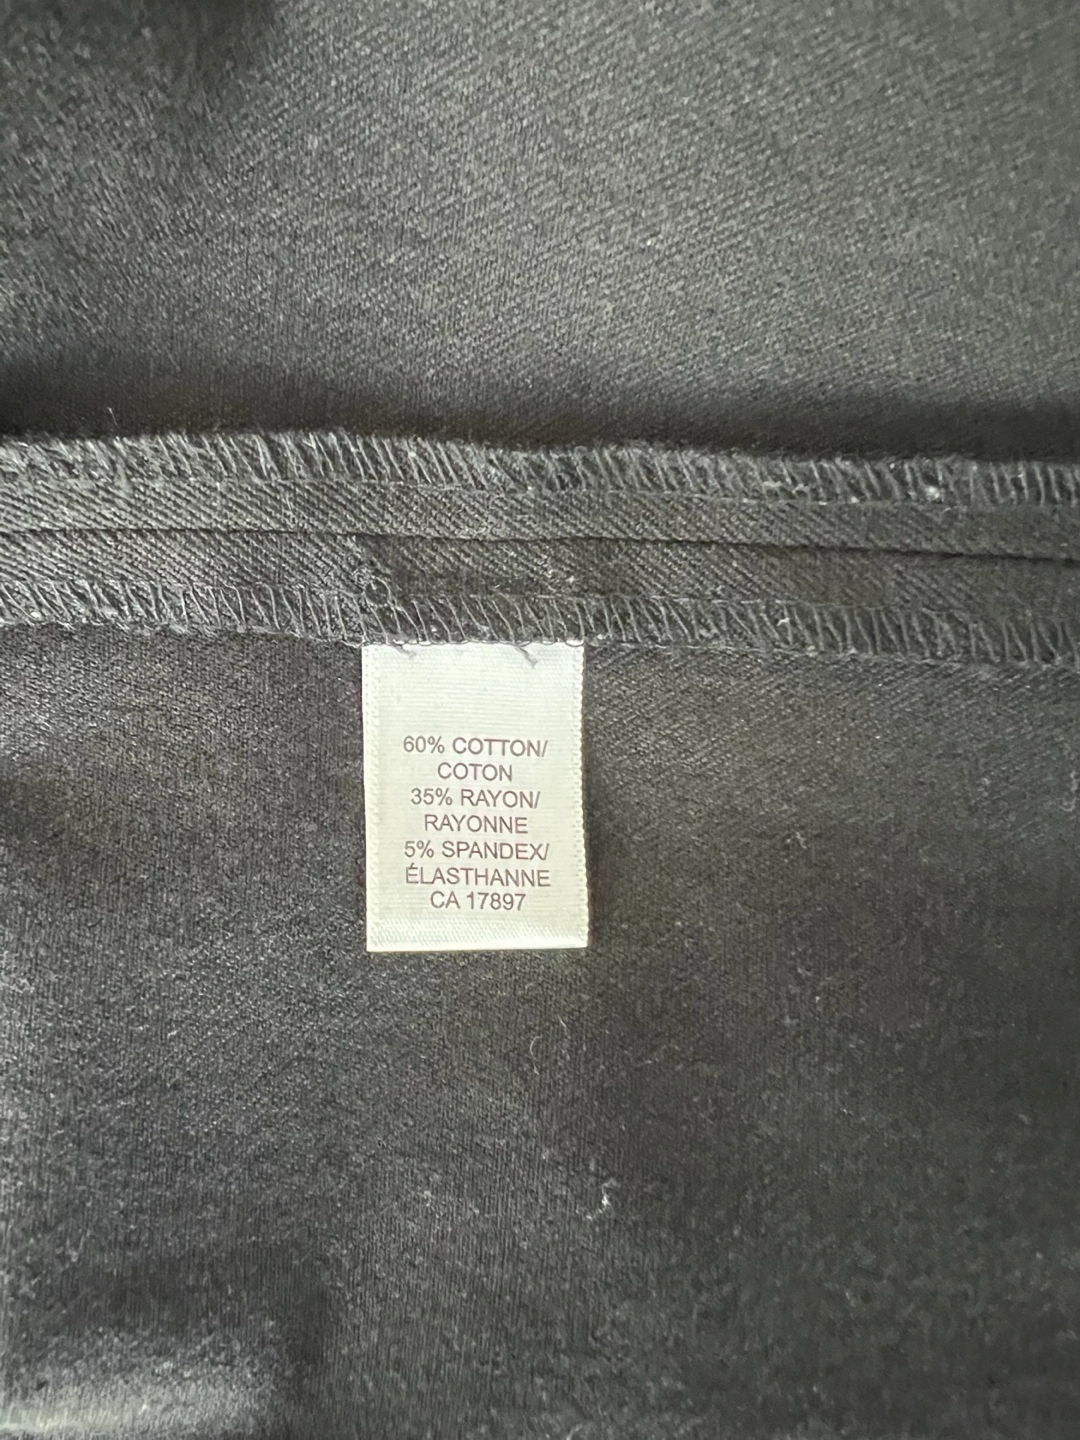 60% COTTON/
COTON
35% RAYON/
RAYONNE
5% SPANDEX/
ÉLASTHANNE
CA 17897